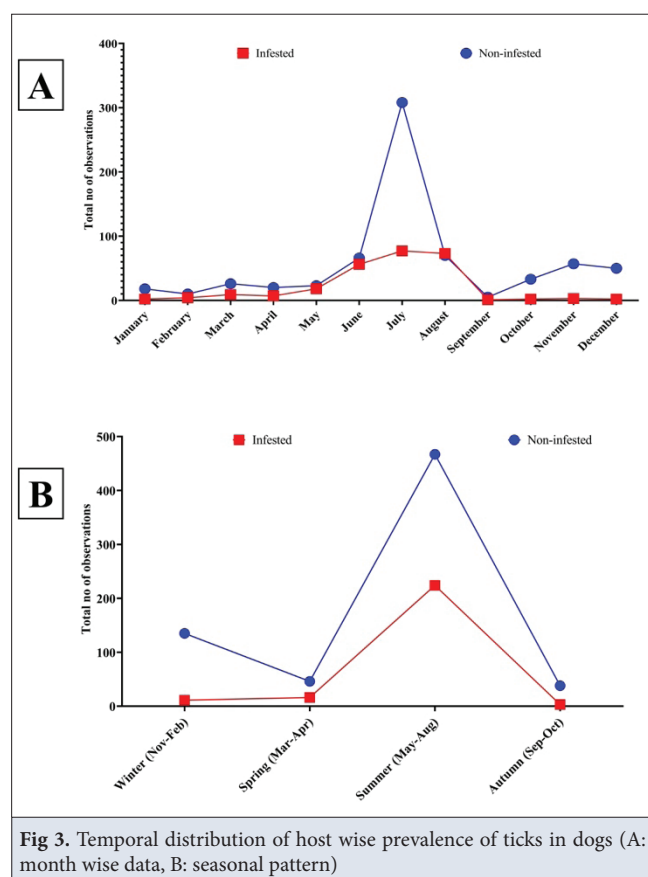 A
Infested
Non-infested
Total no of observations
400
300
200
100
0
January
February
March
April
May
June
July
August
September
October
November
December
B
Infested
Non-infested
Total no of observations
500
400
300
200
100
0
Winter (Nov-Feb)
Spring (Mar-Apr)
Summer (May-Aug)
Autumn (Sep-Oct)
Fig 3. Temporal distribution of host wise prevalence of ticks in dogs (A:
month wise data, B: seasonal pattern)